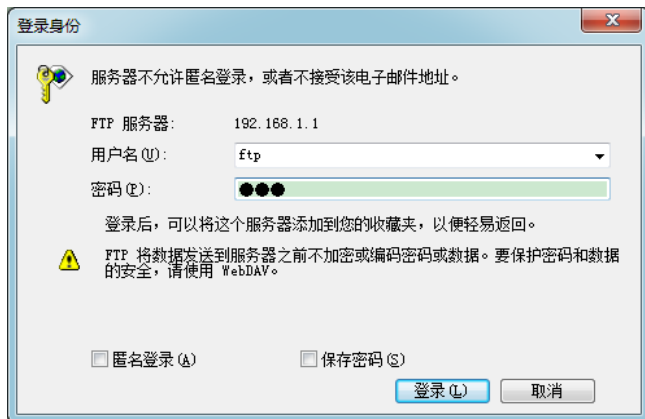 登录身份
服务器不允许匿名登录，或者不接受该电子邮件地址。
FTP 服务器: 192.168.1.1
用户名(U): ftp
密码(P): ●●●
登录后，可以将这个服务器添加到您的收藏夹，以便轻易返回。
FTP 将数据发送到服务器之前不加密或编码密码或数据。要保护密码和数据
的安全，请使用 WebDAV。
匿名登录(A) 保存密码(S)
登录(L) 取消